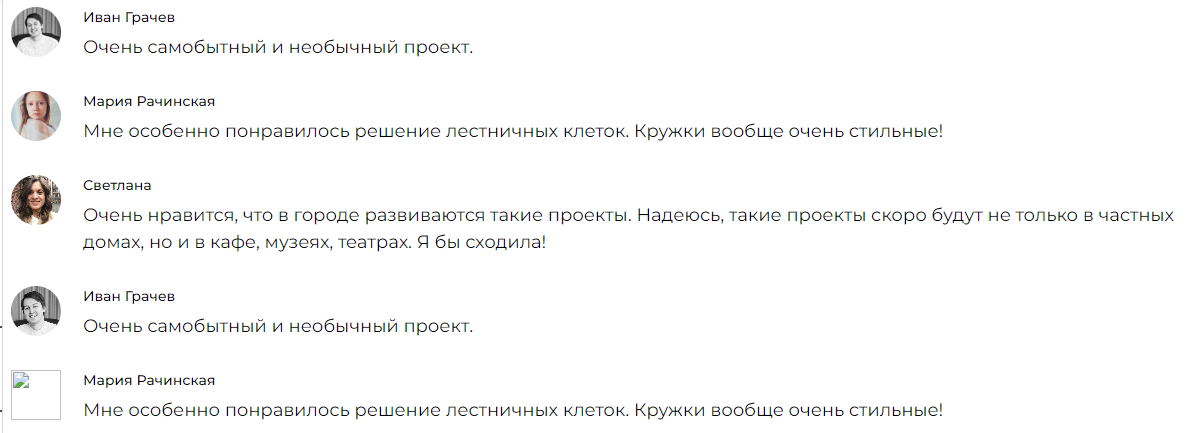 Иван Грачев
Очень самобытный и необычный проект.
Мария Рачинская
Мне особенно понравилось решение лестничных клеток. Кружки вообще очень стильные!
Светлана
Очень нравится, что в городе развиваются такие проекты. Надеюсь, такие проекты скоро будут не только в частных
домах, но и в кафе, музеях, театрах. Я бы сходила!
Иван Грачев
Очень самобытный и необычный проект.
Мария Рачинская
Мне особенно понравилось решение лестничных клеток. Кружки вообще очень стильные!